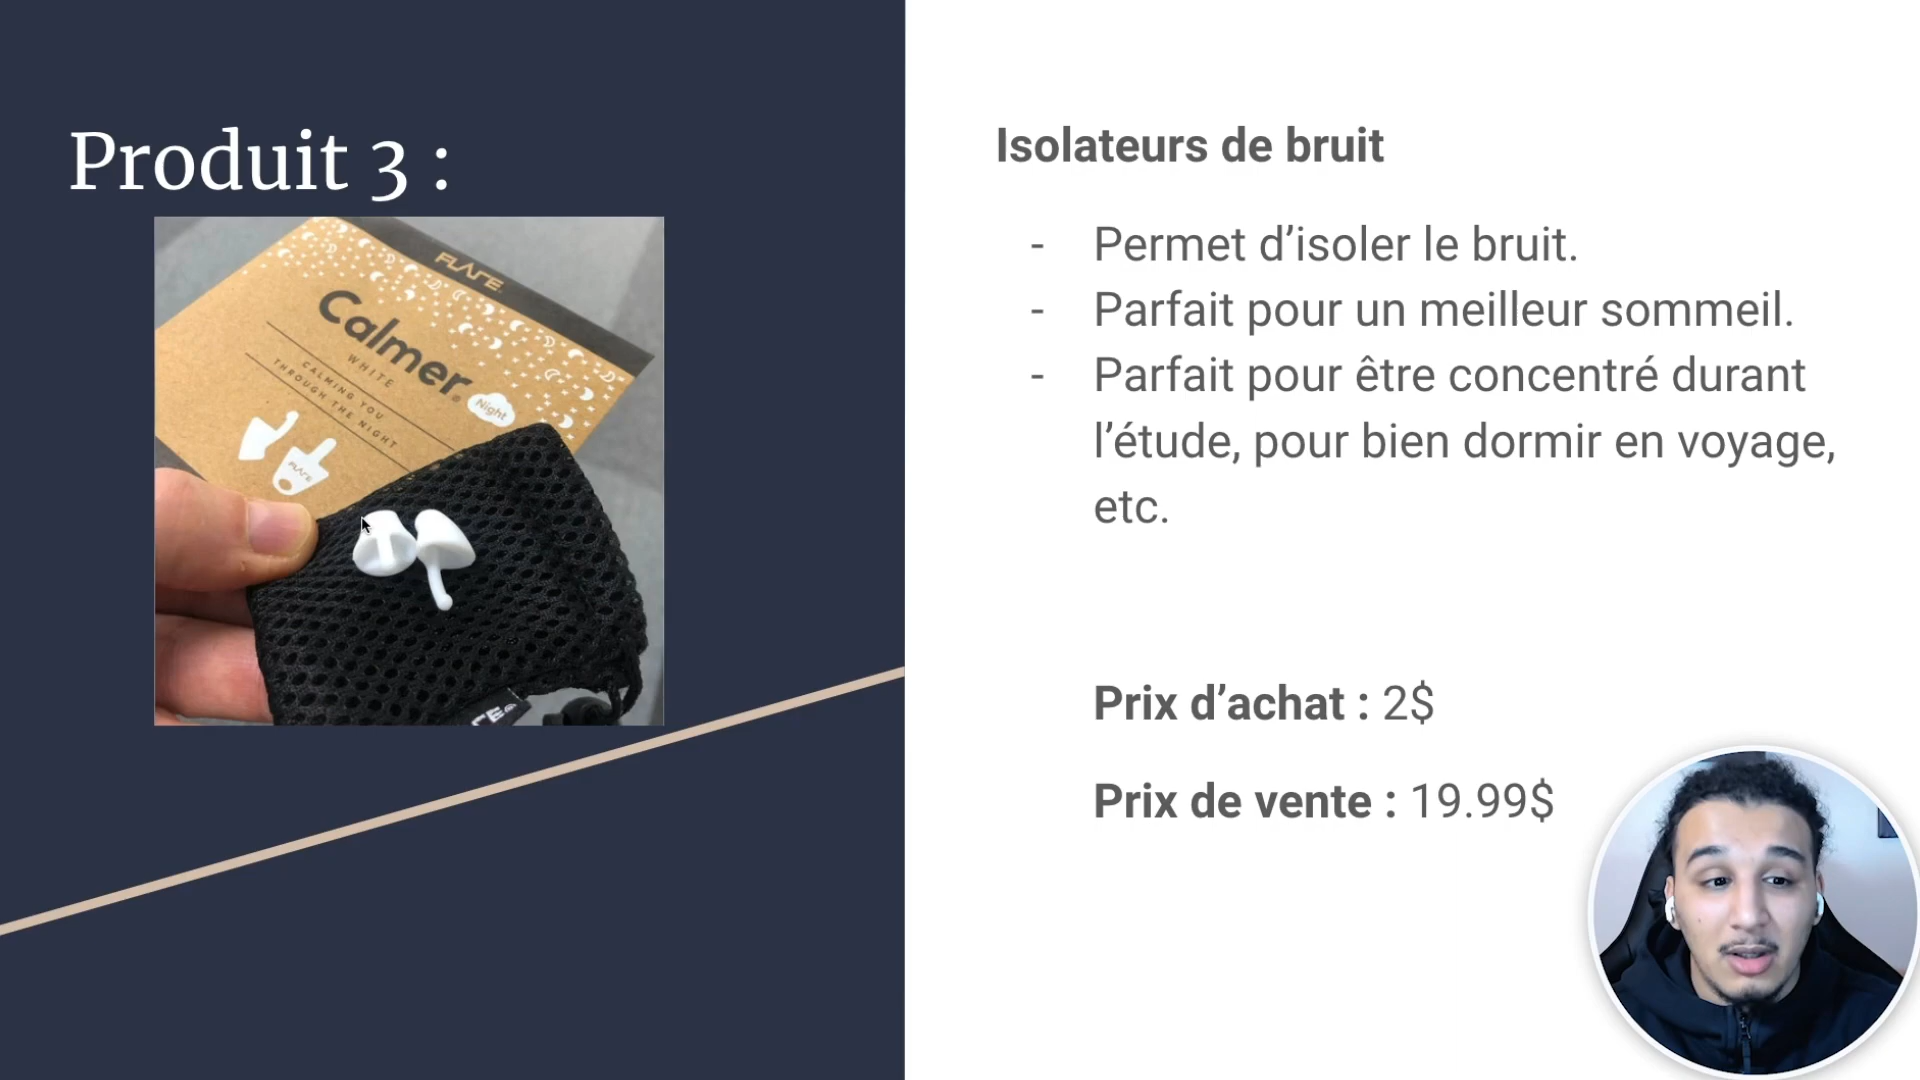 Produit 3 :
FLARE
Calmer
WHITE
CALMING YOU
THROUGH THE NIGHT
Night
FLARE
Isolateurs de bruit
- Permet d’isoler le bruit.
- Parfait pour un meilleur sommeil.
- Parfait pour être concentré durant
l’étude, pour bien dormir en voyage,
etc.
Prix d’achat : 2$
Prix de vente : 19.99$